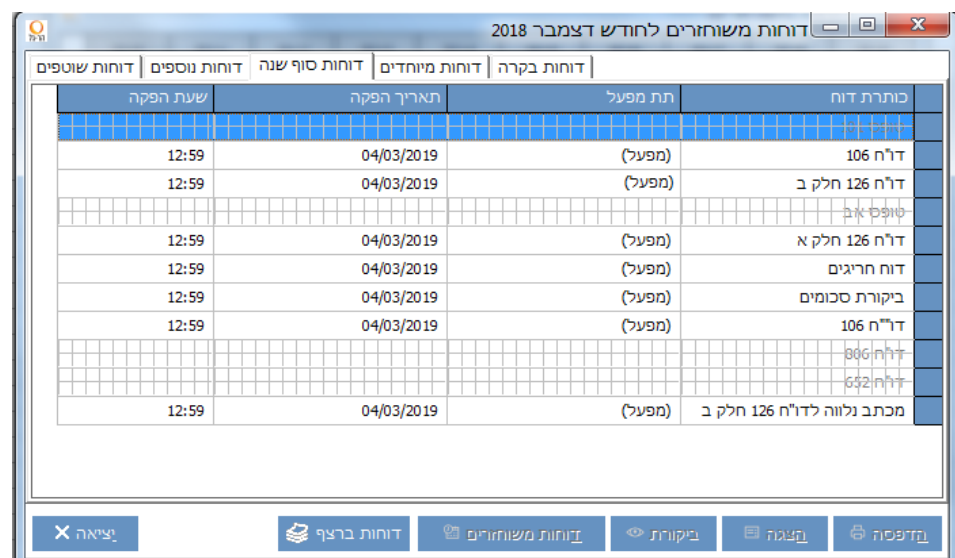 דוחות משוחזרים לחודש דצמבר 2018
דוחות שוטפים דוחות נוספים דוחות סוף שנה דוחות מיוחדים דוחות בקרה
כותרת דוח תת מפעל תאריך הפקה שעת הפקה
דו"ח 106 (מפעל) 04/03/2019 12:59
דו"ח 126 חלק ב (מפעל) 04/03/2019 12:59
טופס אב
דו"ח 126 חלק א (מפעל) 04/03/2019 12:59
דוח חריגים (מפעל) 04/03/2019 12:59
ביקורת סכומים (מפעל) 04/03/2019 12:59
דו""ח 106 (מפעל) 04/03/2019 12:59
דו"ח 806
דו"ח 652
מכתב נלווה לדו"ח 126 חלק ב (מפעל) 04/03/2019 12:59
הדפסה הצגה ביקורת דוחות משוחזרים דוחות ברצף יציאה